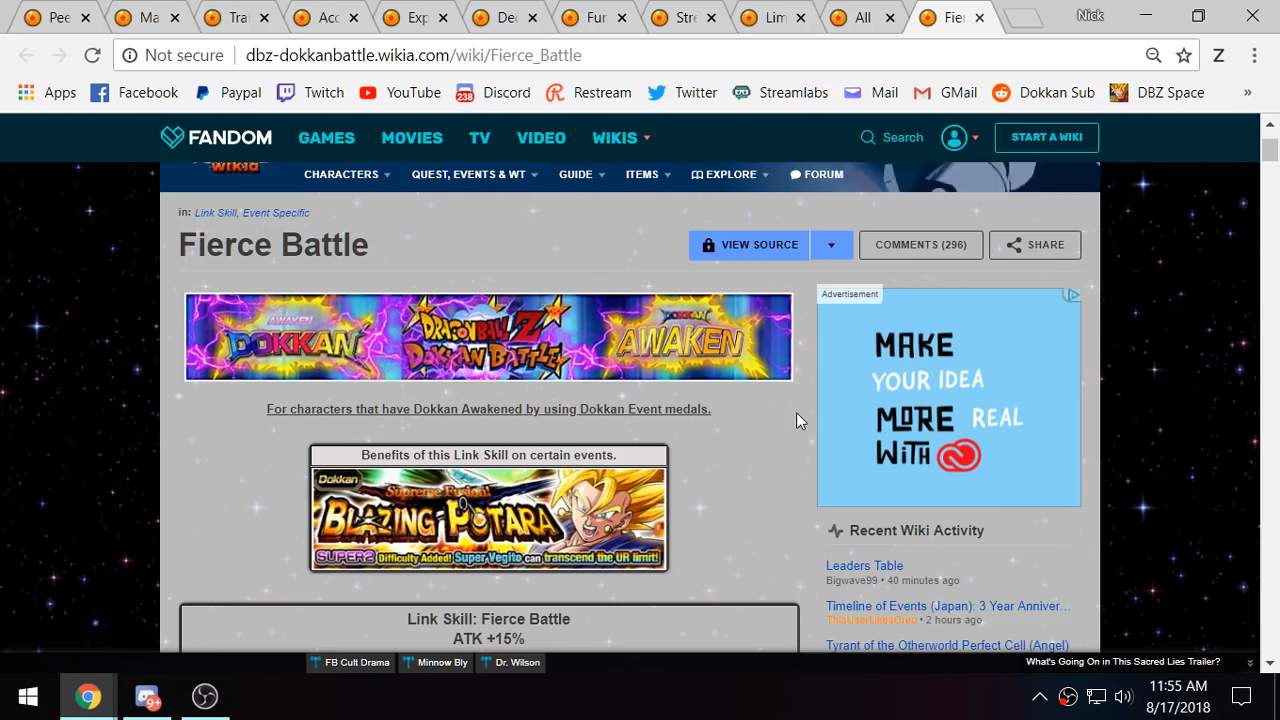 Pee
Ma
Tra
Acc
Exp
Dec
Fur
Stre
Lim
All
Fier
Nick
Not secure
dbz-dokkanbattle.wikia.com/wiki/Fierce_Battle
Z
Apps
Facebook
Paypal
YouTube
Twitch
238
Discord
Restream
Twitter
Streamlabs
Mail
GMail
Dokkan Sub
DBZ Space
»
FANDOM
GAMES
MOVIES
TV
VIDEO
WIKIS
Search
START A WIKI
wikia
CHARACTERS
QUEST, EVENTS & WT
GUIDE
ITEMS
EXPLORE
FORUM
in: Link Skill, Event Specific
Fierce Battle
VIEW SOURCE
COMMENTS (296)
SHARE
AWAKEN
DOKKAN
DRAGONBALL Z
DOKKAN BATTLE
DOKKAN
AWAKEN
Advertisement
MAKE
YOUR IDEA
MORE REAL
WITH
For characters that have Dokkan Awakened by using Dokkan Event medals.
Benefits of this Link Skill on certain events.
Dokkan
Supreme Fusion!
BLAZING POTARA
SUPER2 Difficulty Added! Super Vegito can transcend the UR limit!
Recent Wiki Activity
Leaders Table
Bigwave99 • 40 minutes ago
Timeline of Events (Japan): 3 Year Anniver...
ThisUserLikesOreo • 2 hours ago
Tyrant of the Otherworld Perfect Cell (Angel)
Link Skill: Fierce Battle
ATK +15%
FB Cult Drama
Minnow Bly
Dr. Wilson
What's Going On in This Sacred Lies Trailer?
9+
11:55 AM
8/17/2018